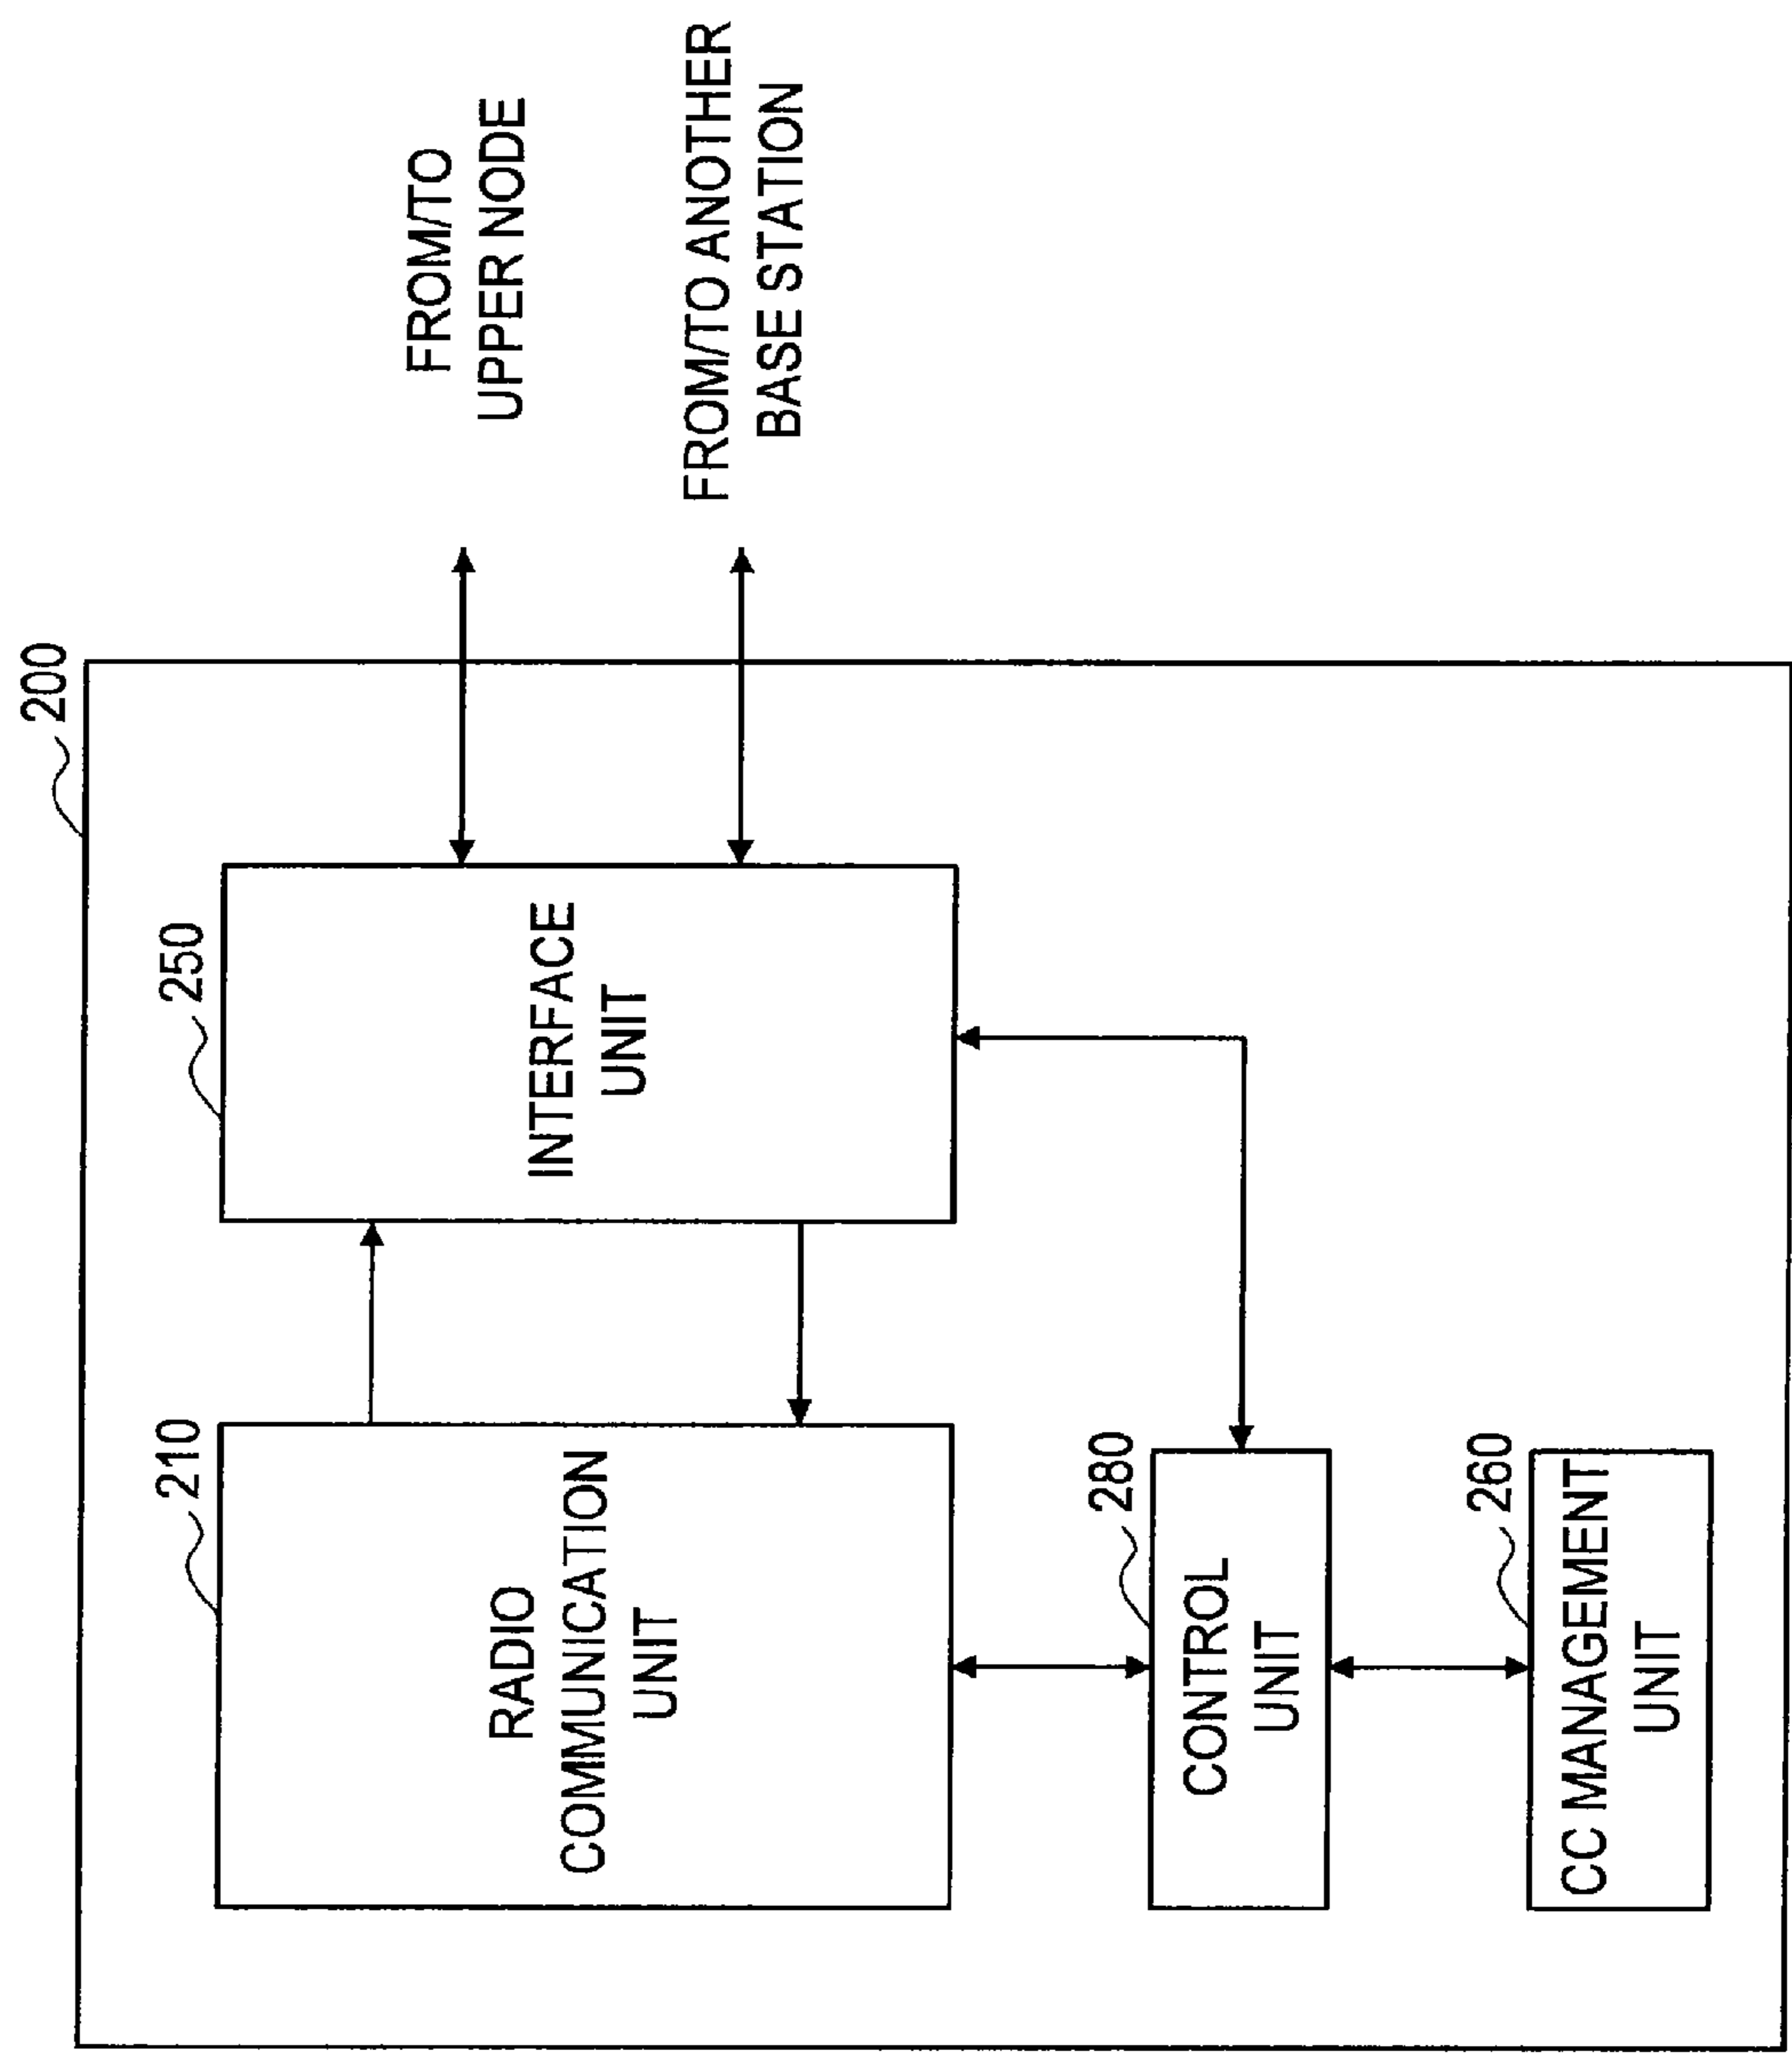 200
210
RADIO
COMMUNICATION
UNIT
250
INTERFACE
UNIT
FROM/TO
UPPER NODE
FROM/TO ANOTHER
BASE STATION
280
CONTROL
UNIT
260
CC MANAGEMENT
UNIT